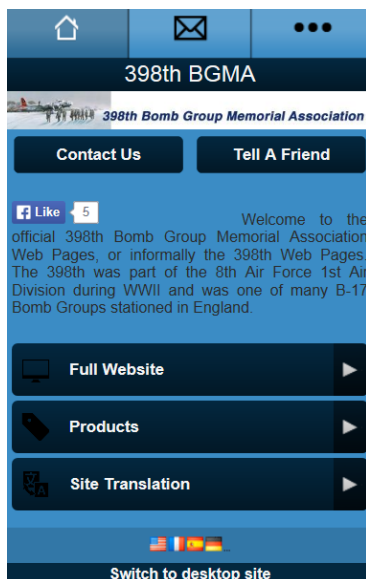 398th BGMA
398th Bomb Group Memorial Association
Contact Us
Tell A Friend
Like 5
Welcome to the
official 398th Bomb Group Memorial Association
Web Pages, or informally the 398th Web Pages.
The 398th was part of the 8th Air Force 1st Air
Division during WWII and was one of many B-17
Bomb Groups stationed in England.
Full Website
Products
Site Translation
Switch to desktop site